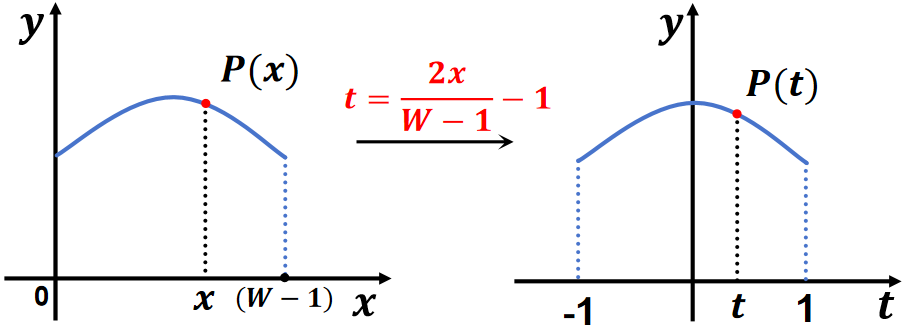 y
P(x)
0
x
(W − 1)
x
t = 2x / W − 1 − 1
y
P(t)
-1
t
1
t